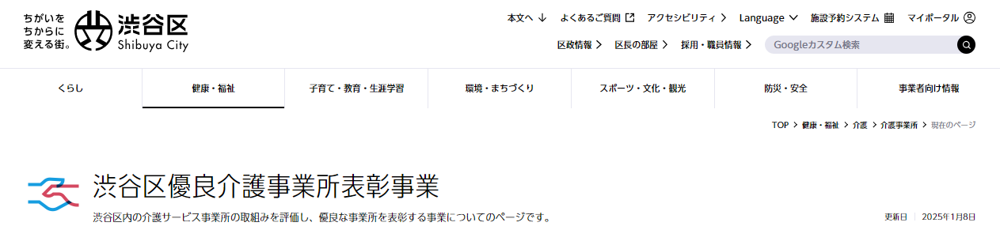 ちがいを
ちからに
変える街。
渋谷区
Shibuya City
本文へ よくあるご質問 アクセシビリティ Language 施設予約システム マイポータル
区政情報 区長の部屋 採用・職員情報 Googleカスタム検索
くらし 健康・福祉 子育て・教育・生涯学習 環境・まちづくり スポーツ・文化・観光 防災・安全 事業者向け情報
TOP 健康・福祉 介護 介護事業所 現在のページ
渋谷区優良介護事業所表彰事業
渋谷区内の介護サービス事業所の取組みを評価し、優良な事業所を表彰する事業についてのページです。
更新日 2025年1月8日